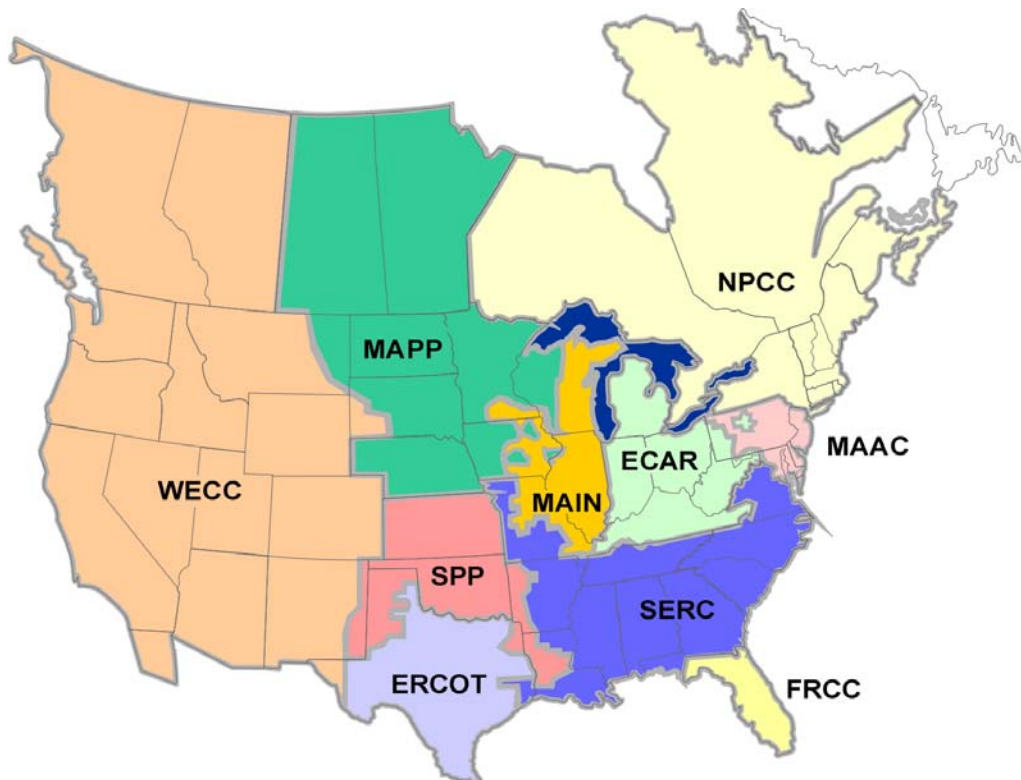 NPCC
MAPP
ECAR
MAAC
WECC
MAIN
SPP
SERC
ERCOT
FRCC